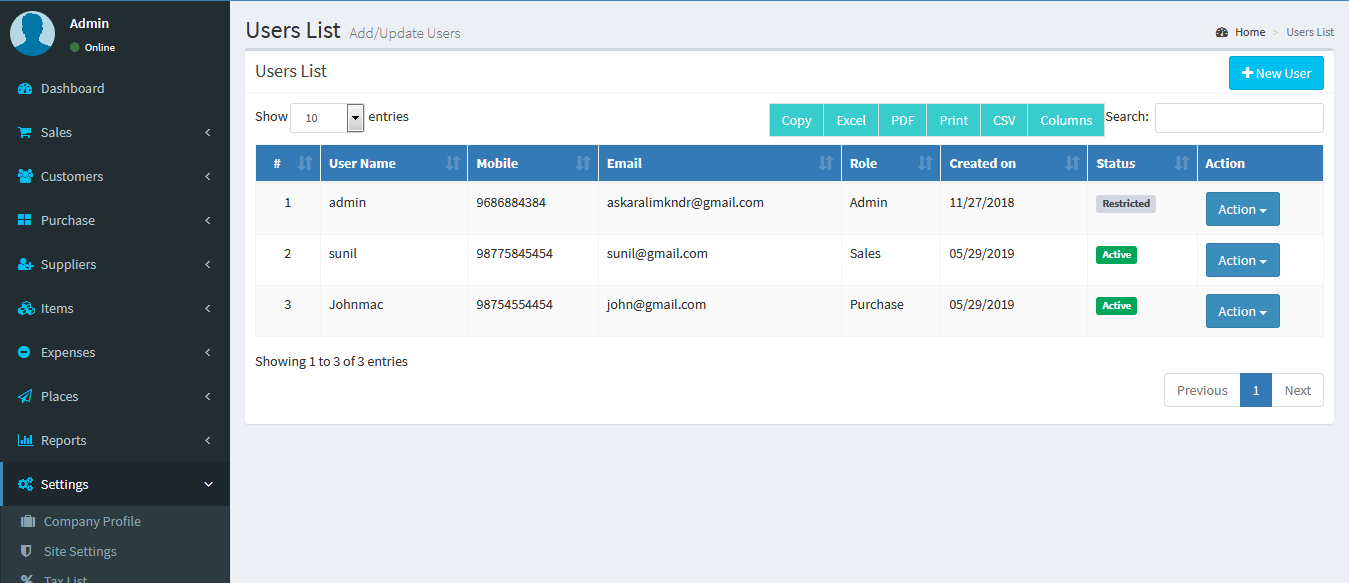 Admin
Online
Dashboard
Sales
Customers
Purchase
Suppliers
Items
Expenses
Places
Reports
Settings
Company Profile
Site Settings
Tax List
Users List Add/Update Users
Home > Users List
Users List
New User
Show 10 entries
Copy Excel PDF Print CSV Columns Search:
# User Name Mobile Email Role Created on Status Action
1 admin 9686884384 askaralimkndr@gmail.com Admin 11/27/2018 Restricted Action
2 sunil 98775845454 sunil@gmail.com Sales 05/29/2019 Active Action
3 Johnmac 98754554454 john@gmail.com Purchase 05/29/2019 Active Action
Showing 1 to 3 of 3 entries
Previous 1 Next